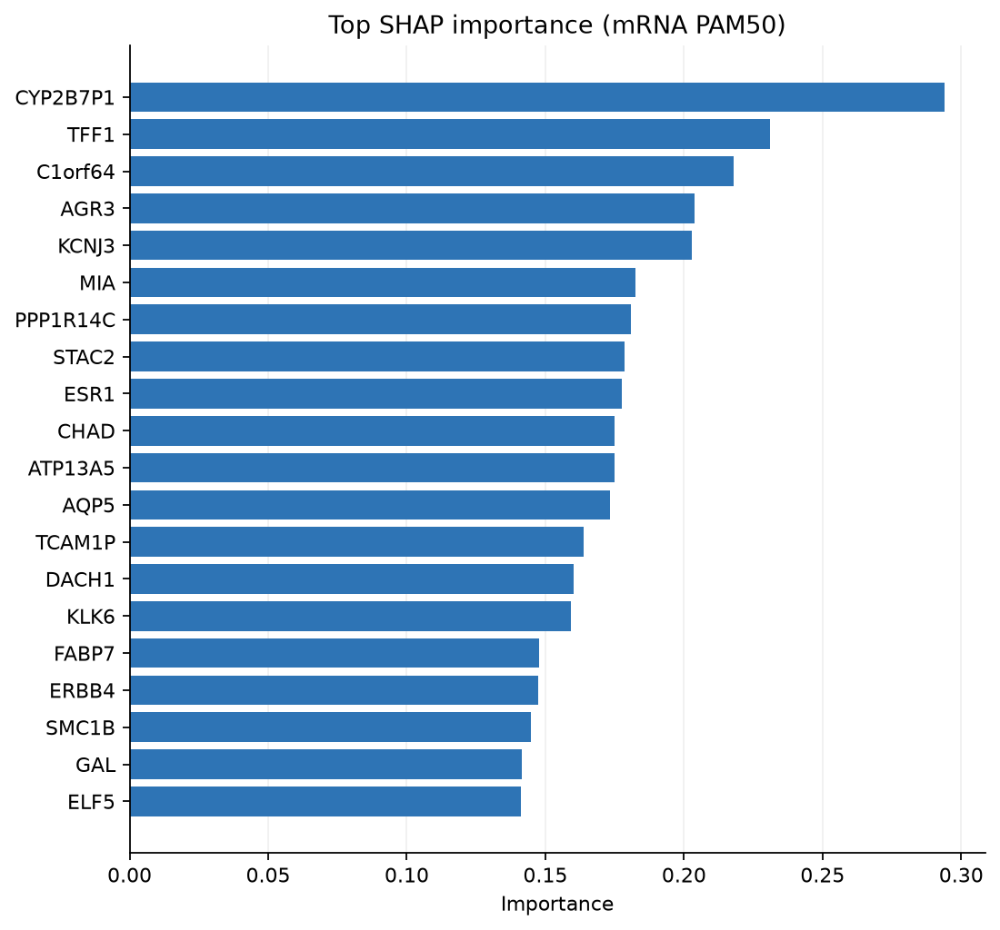 Top SHAP importance (mRNA PAM50)
CYP2B7P1
TFF1
C1orf64
AGR3
KCNJ3
MIA
PPP1R14C
STAC2
ESR1
CHAD
ATP13A5
AQP5
TCAM1P
DACH1
KLK6
FABP7
ERBB4
SMC1B
GAL
ELF5
0.00 0.05 0.10 0.15 0.20 0.25 0.30
Importance